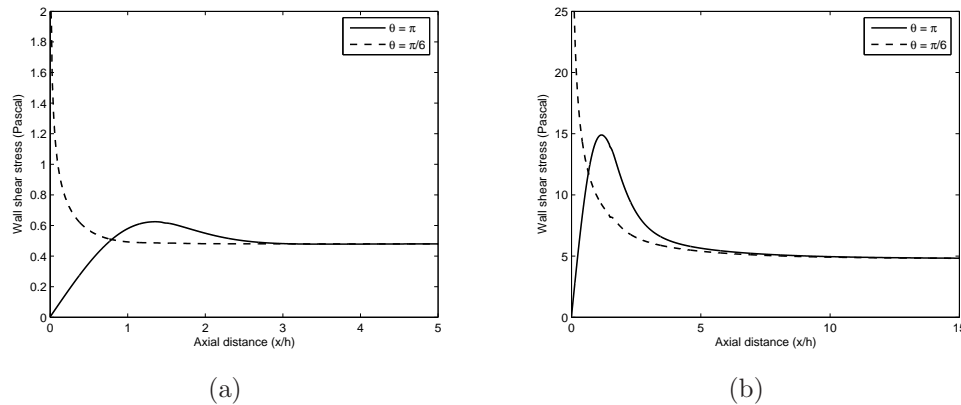 2
1.8
1.6
1.4
1.2
1
0.8
0.6
0.4
0.2
0
Wall shear stress (Pascal)
0 1 2 3 4 5
Axial distance (x/h)
θ = π
θ = π/6
(a)
25
20
15
10
5
0
Wall shear stress (Pascal)
0 5 10 15
Axial distance (x/h)
θ = π
θ = π/6
(b)